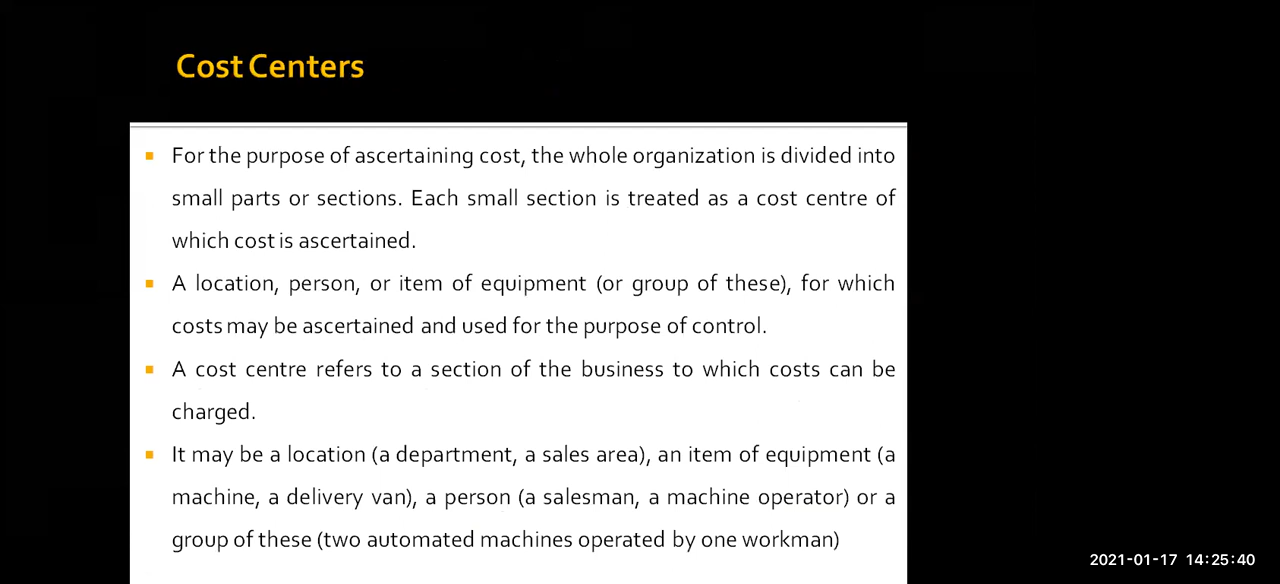 Cost Centers
For the purpose of ascertaining cost, the whole organization is divided into
small parts or sections. Each small section is treated as a cost centre of
which cost is ascertained.
A location, person, or item of equipment (or group of these), for which
costs may be ascertained and used for the purpose of control.
A cost centre refers to a section of the business to which costs can be
charged.
It may be a location (a department, a sales area), an item of equipment (a
machine, a delivery van), a person (a salesman, a machine operator) or a
group of these (two automated machines operated by one workman)
2021-01-17 14:25:40